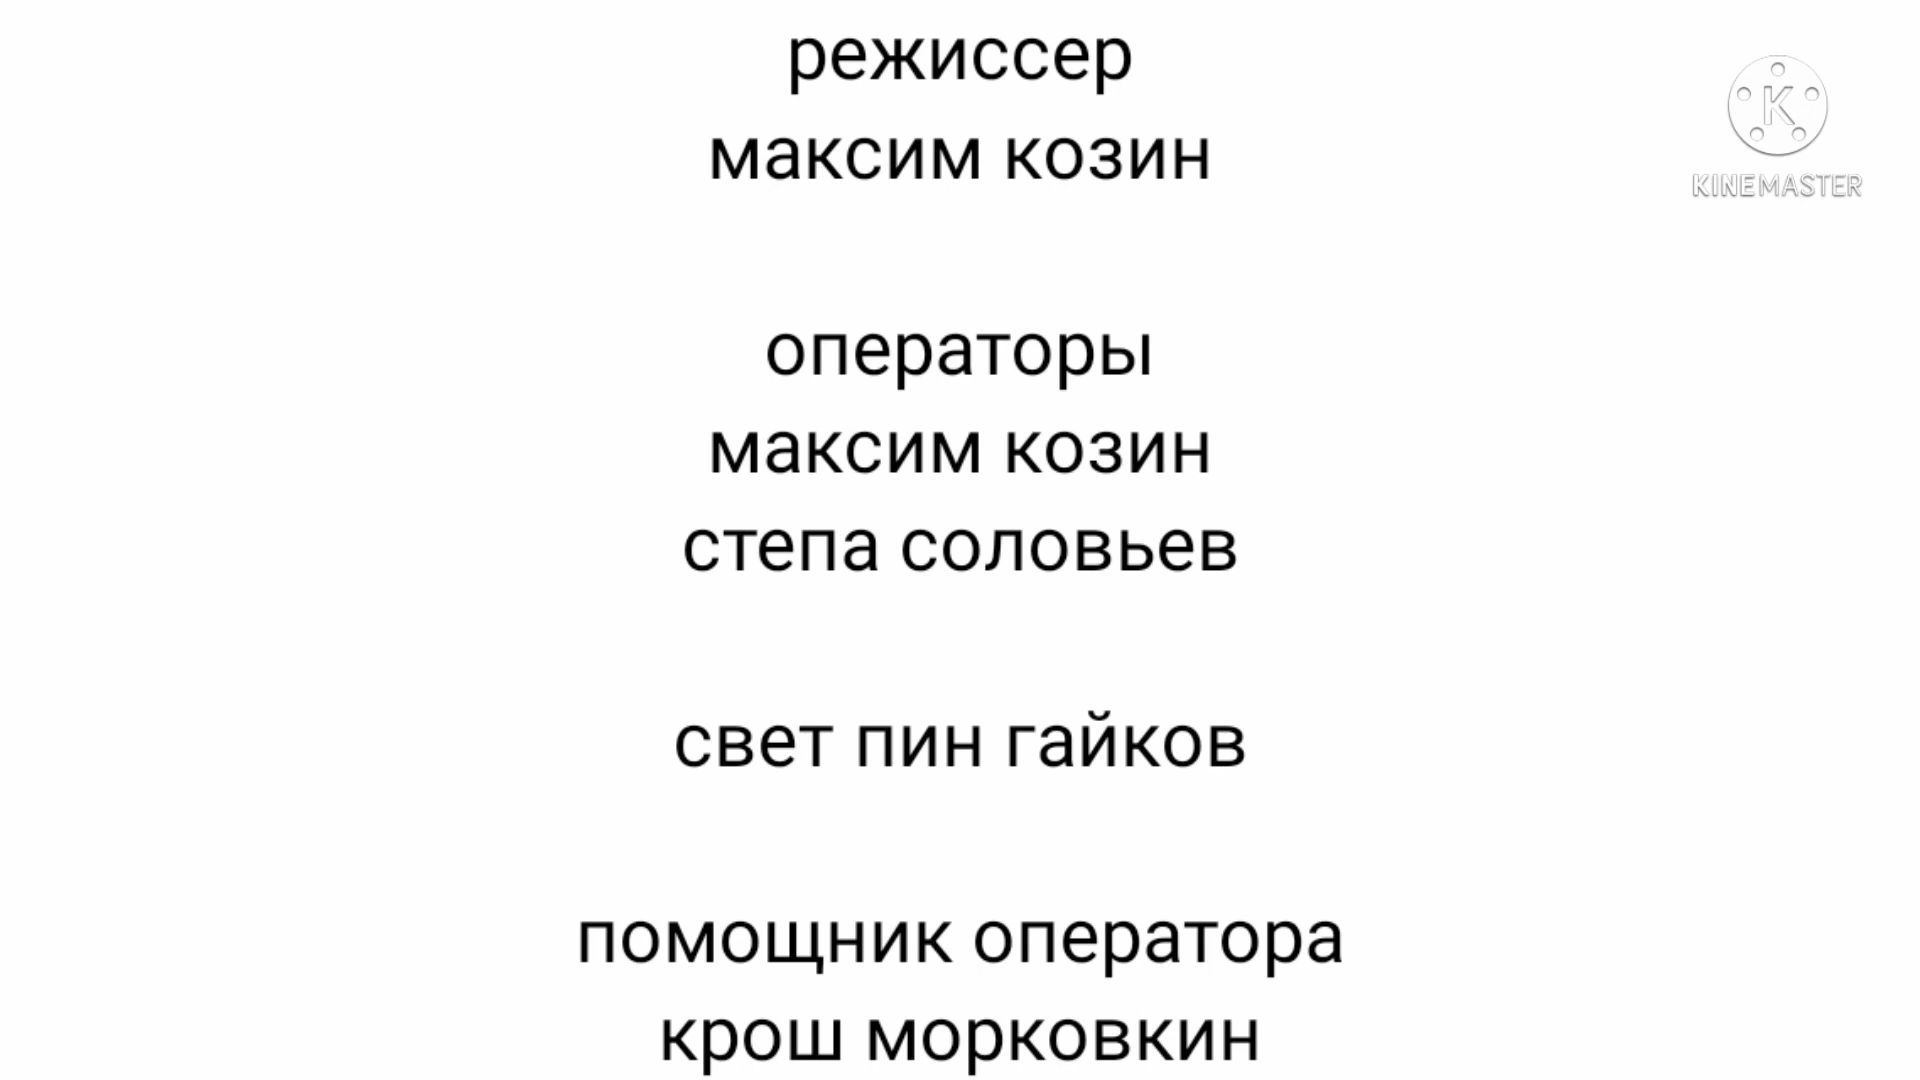 режиссер
максим козин
KINEMASTER
операторы
максим козин
степа соловьев
свет пин гайков
помощник оператора
крош морковкин